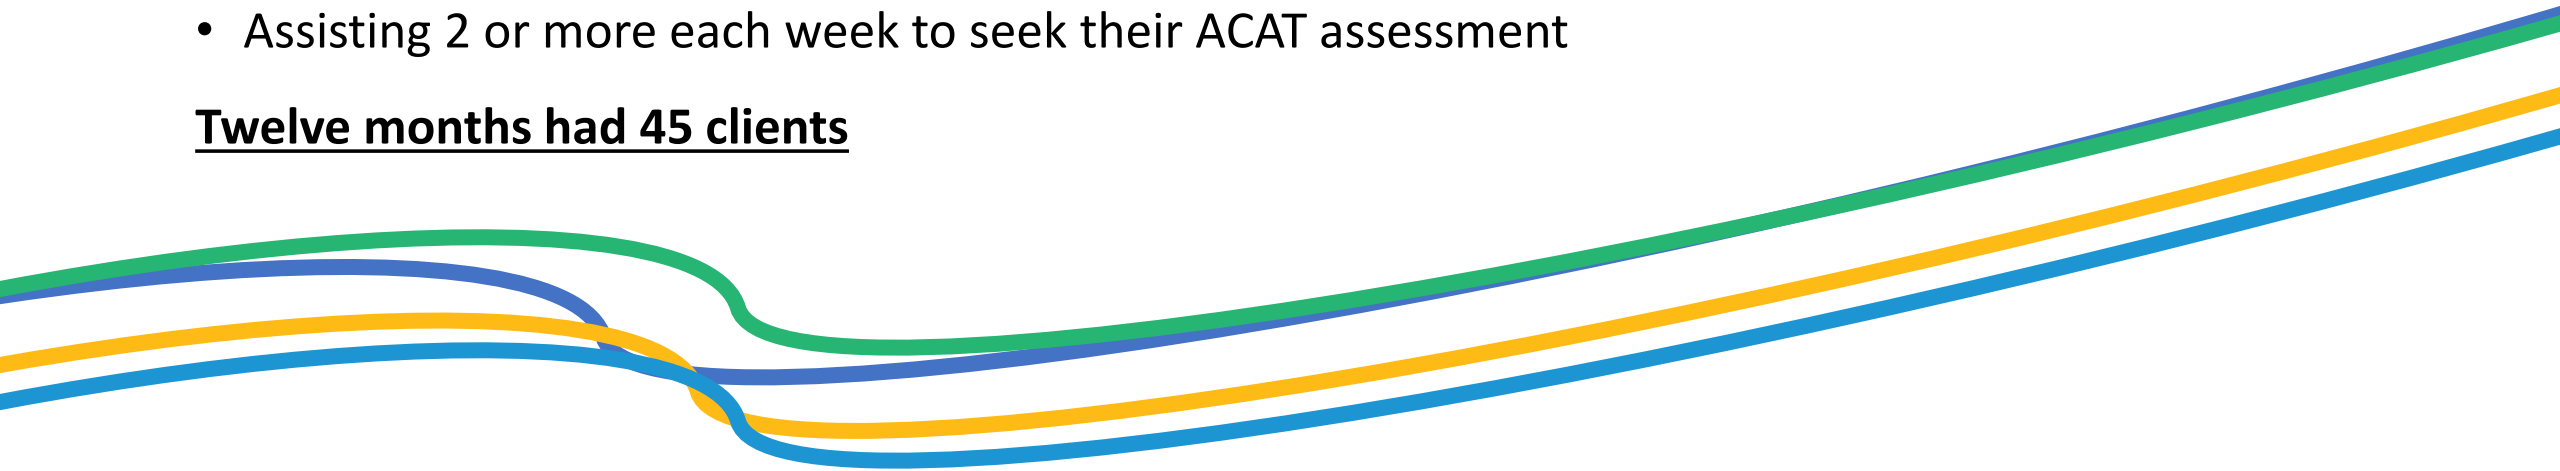 • Assisting 2 or more each week to seek their ACAT assessment
Twelve months had 45 clients